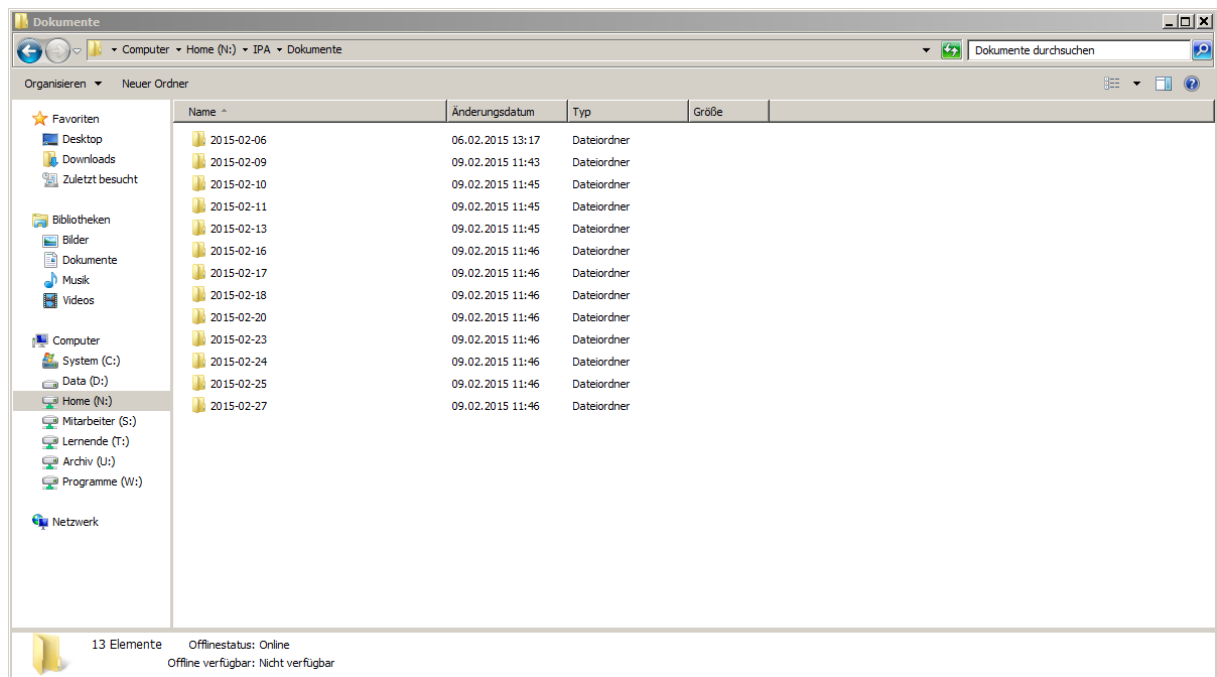 Dokumente
Computer Home (N:) IPA Dokumente Dokumente durchsuchen
Organisieren Neuer Ordner
Name Änderungsdatum Typ Größe
Favoriten
Desktop
Downloads
Zuletzt besucht
Bibliotheken
Bilder
Dokumente
Musik
Videos
Computer
System (C:)
Data (D:)
Home (N:)
Mitarbeiter (S:)
Lernende (T:)
Archiv (U:)
Programme (W:)
Netzwerk
2015-02-06 06.02.2015 13:17 Dateiordner
2015-02-09 09.02.2015 11:43 Dateiordner
2015-02-10 09.02.2015 11:45 Dateiordner
2015-02-11 09.02.2015 11:45 Dateiordner
2015-02-13 09.02.2015 11:45 Dateiordner
2015-02-16 09.02.2015 11:46 Dateiordner
2015-02-17 09.02.2015 11:46 Dateiordner
2015-02-18 09.02.2015 11:46 Dateiordner
2015-02-20 09.02.2015 11:46 Dateiordner
2015-02-23 09.02.2015 11:46 Dateiordner
2015-02-24 09.02.2015 11:46 Dateiordner
2015-02-25 09.02.2015 11:46 Dateiordner
2015-02-27 09.02.2015 11:46 Dateiordner
13 Elemente Offlinestatus: Online
Offline verfügbar: Nicht verfügbar